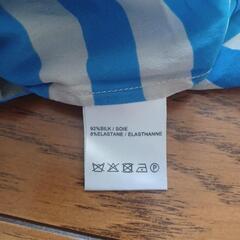 92%SILK / SOIE
8%ELASTANE / ELASTHANNE